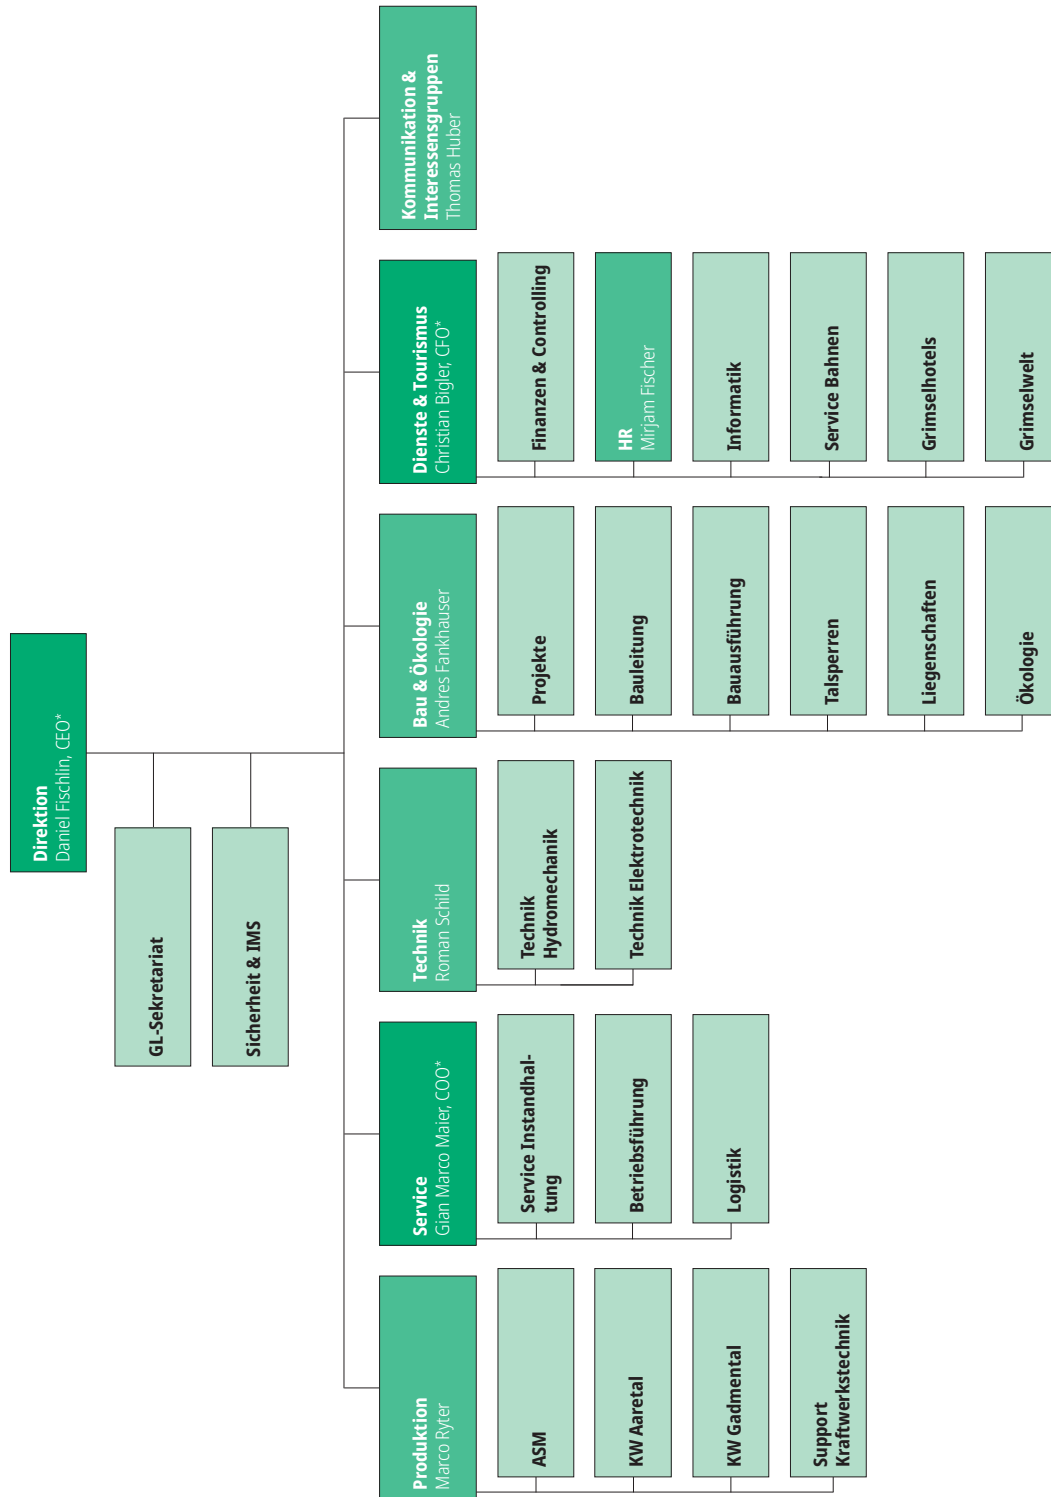 Direktion
Daniel Fischlin, CEO*
GL-Sekretariat
Sicherheit & IMS
Produktion
Marco Ryter
ASM
KW Aaretal
KW Gadmental
Support
Kraftwerkstechnik
Service
Gian Marco Maier, COO*
Service Instandhal-
tung
Betriebsführung
Logistik
Technik
Roman Schild
Technik
Hydromechanik
Technik Elektrotechnik
Bau & Ökologie
Andres Fankhauser
Projekte
Bauleitung
Bauausführung
Talsperren
Liegenschaften
Ökologie
Dienste & Tourismus
Christian Bigler, CFO*
Finanzen & Controlling
HR
Mirjam Fischer
Informatik
Service Bahnen
Grimselhotels
Grimselwelt
Kommunikation &
Interessensgruppen
Thomas Huber